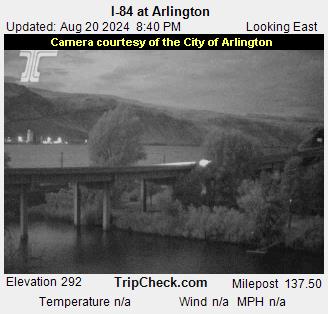 I-84 at Arlington
Updated: Aug 20 2024 8:40 PM Looking East
Camera courtesy of the City of Arlington
Elevation 292 TripCheck.com Milepost 137.50
Temperature n/a Wind n/a MPH n/a